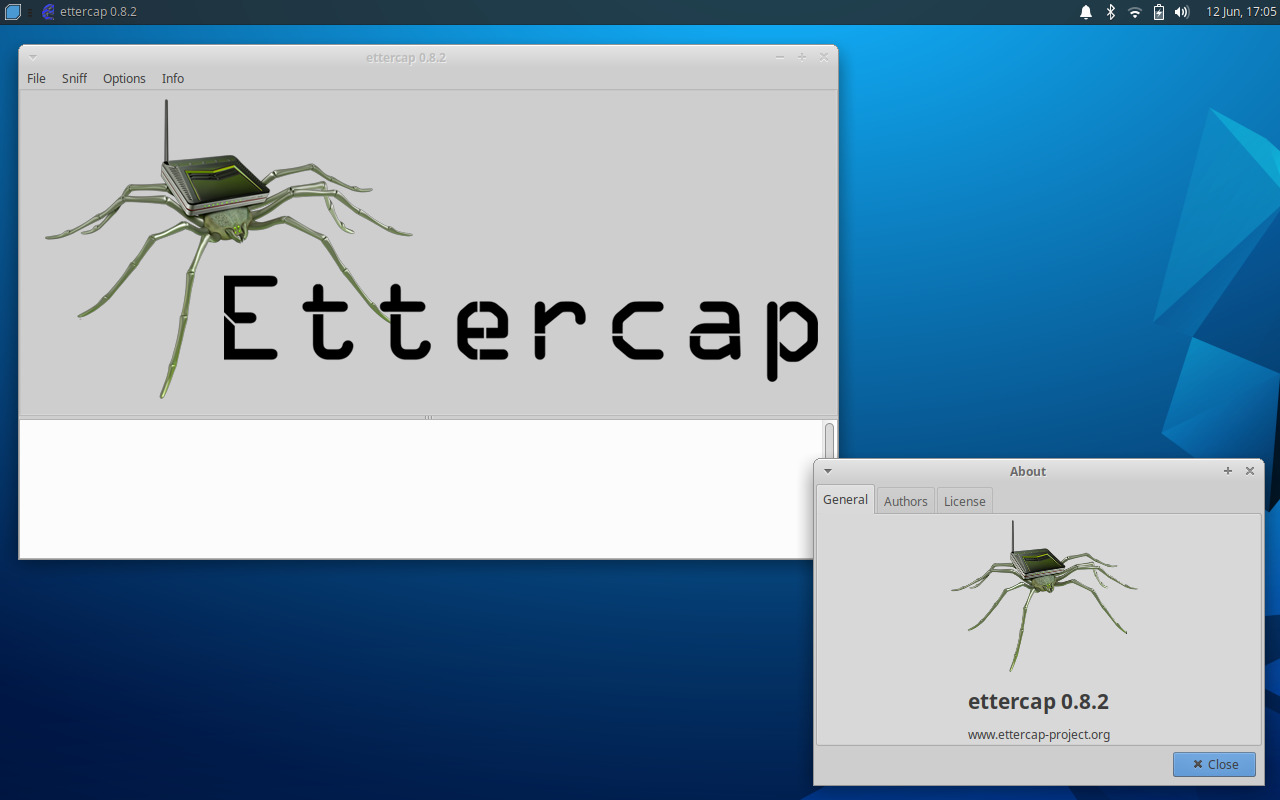 ettercap 0.8.2
12 Jun, 17:05
ettercap 0.8.2
File Sniff Options Info
Ettercap
About
General Authors License
ettercap 0.8.2
www.ettercap-project.org
Close